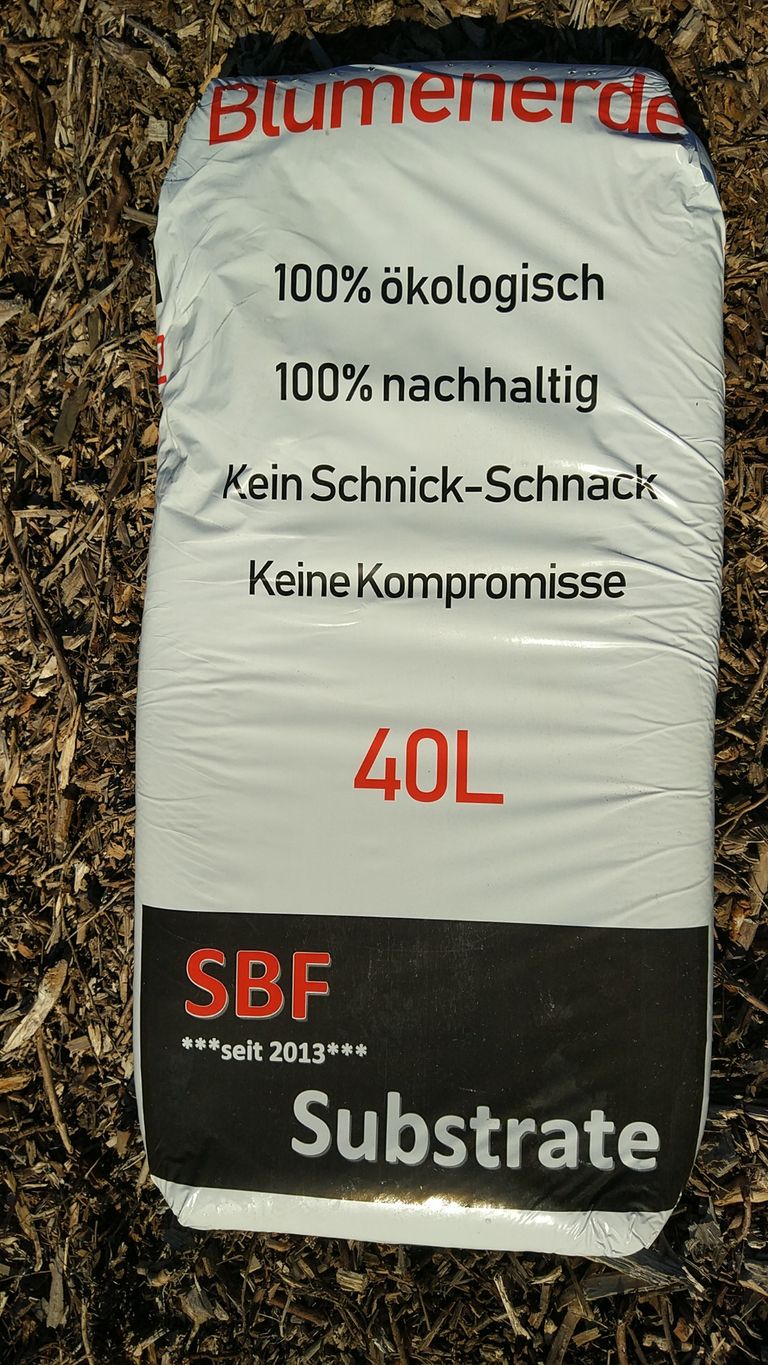 Blumenerde
100% ökologisch
100% nachhaltig
Kein Schnick-Schnack
Keine Kompromisse
40L
SBF
***seit 2013***
Substrate